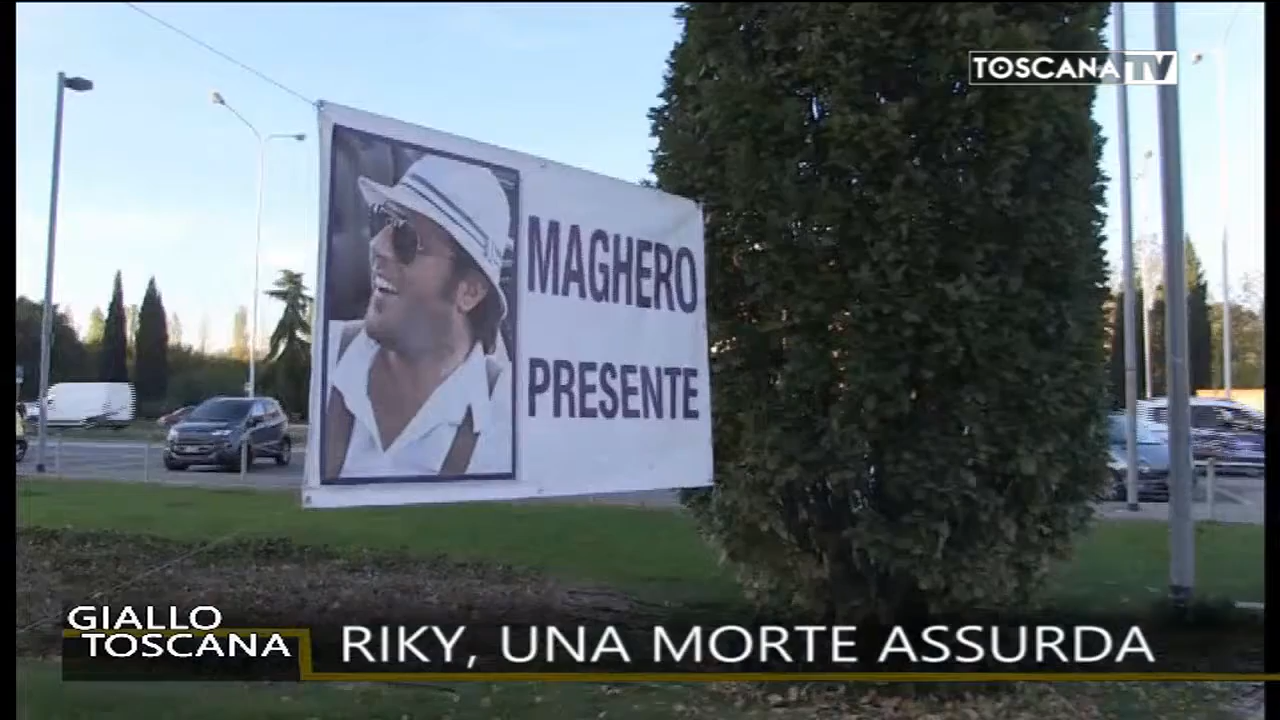 TOSCANA TV
MAGHERO
PRESENTE
GIALLO
TOSCANA
RIKY, UNA MORTE ASSURDA